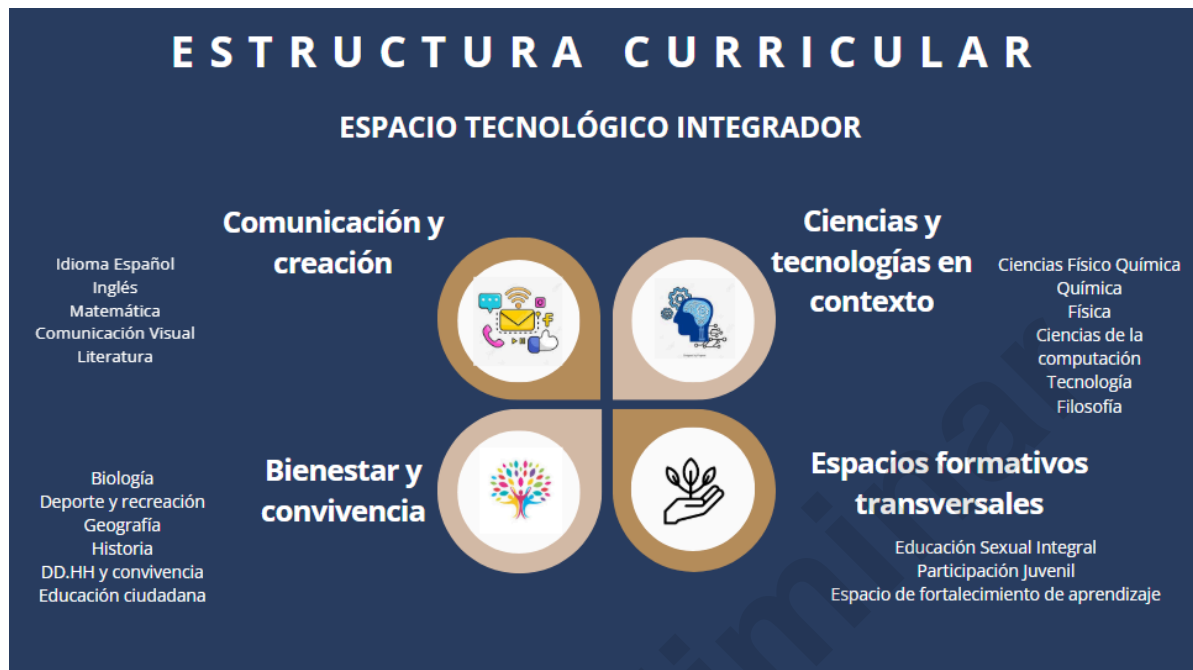 ESTRUCTURA CURRICULAR
ESPACIO TECNOLÓGICO INTEGRADOR
Comunicación y
creación
Idioma Español
Inglés
Matemática
Comunicación Visual
Literatura
Ciencias y
tecnologías en
contexto
Ciencias Físico Química
Química
Física
Ciencias de la
computación
Tecnología
Filosofía
Bienestar y
convivencia
Biología
Deporte y recreación
Geografía
Historia
DD.HH y convivencia
Educación ciudadana
Espacios formativos
transversales
Educación Sexual Integral
Participación Juvenil
Espacio de fortalecimiento de aprendizaje